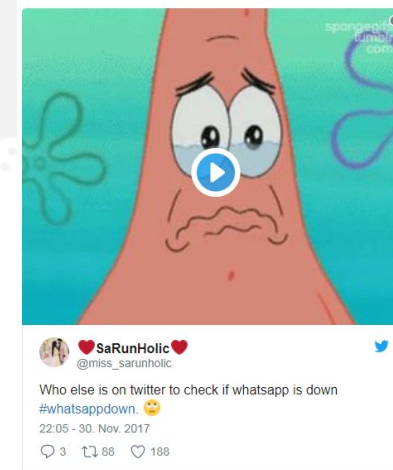 spongegifs
tumblr
com
❤SaRunHolic❤
@miss_sarunholic
Who else is on twitter to check if whatsapp is down
#whatsappdown. 🙄
22:05 - 30. Nov. 2017
3 88 188